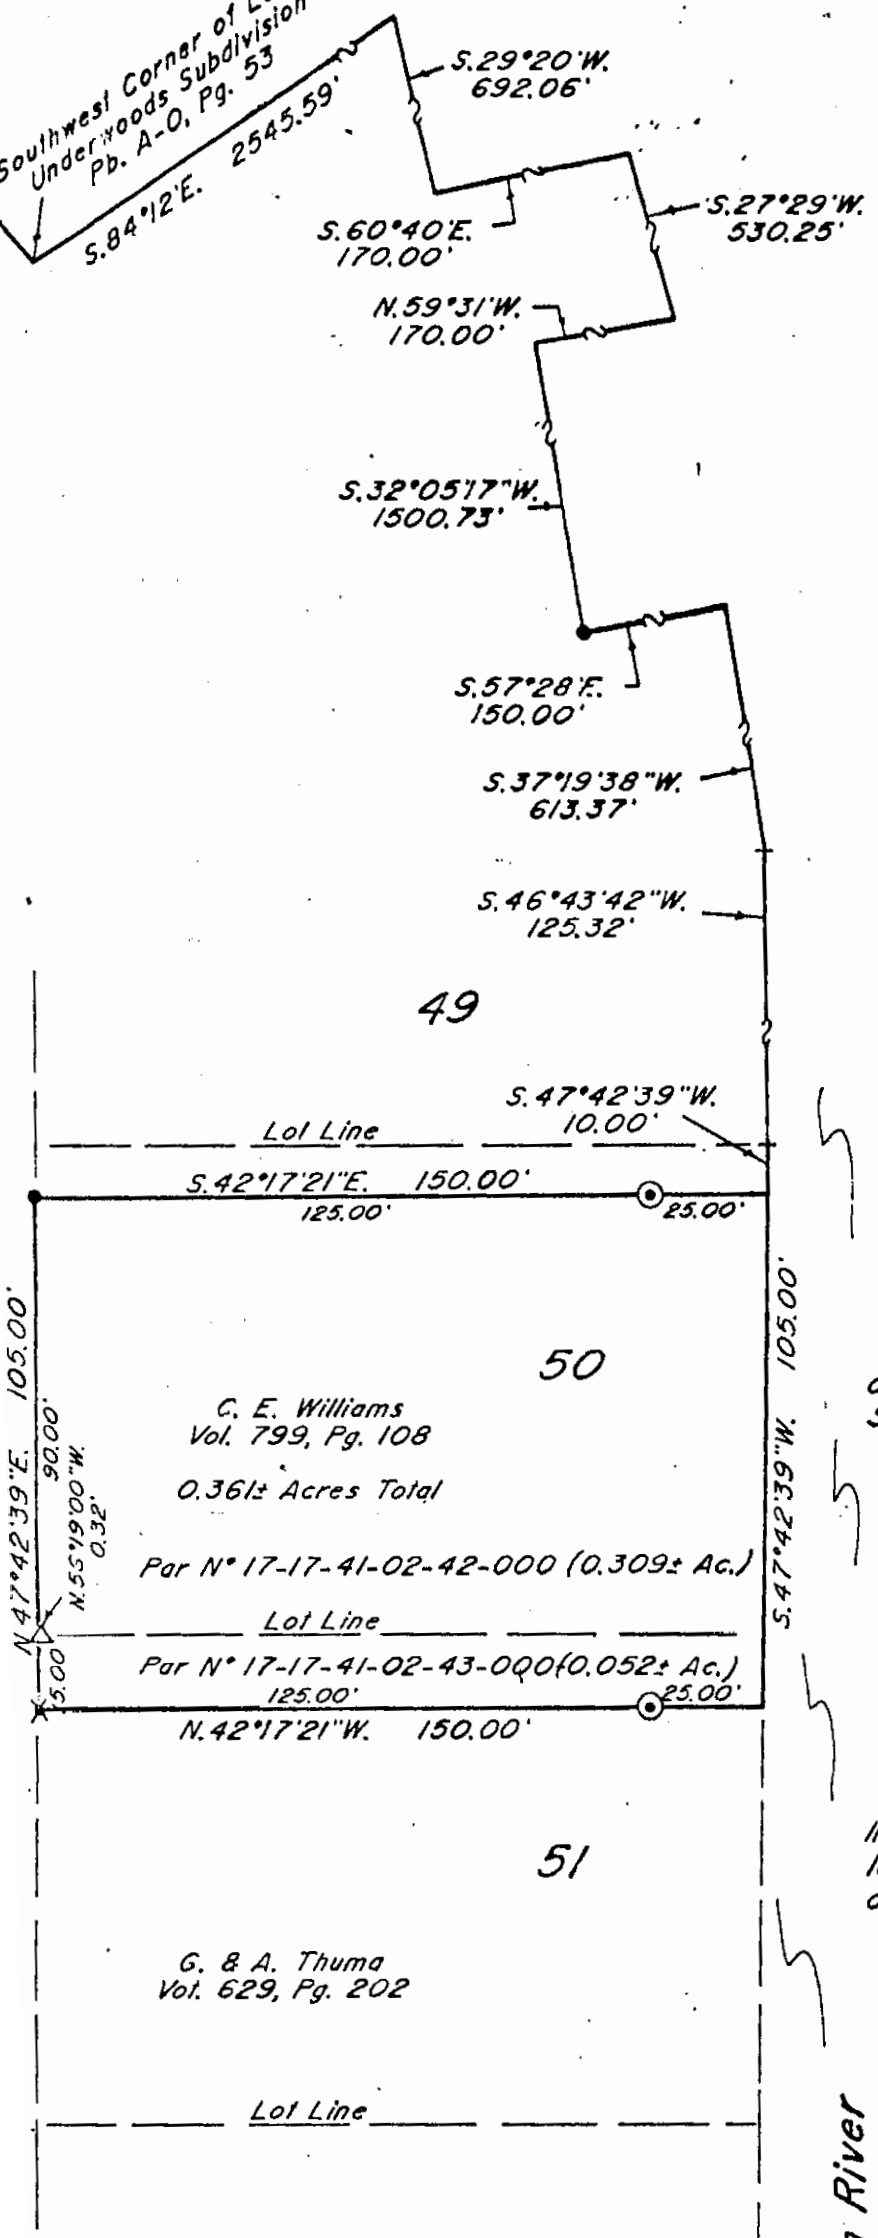 Southwest Corner of
Underwoods Subdivision
Pb. A-O, Pg. 53
S.84°12'E. 2545.59'
S.29°20'W.
692.06'
S.60°40'E.
170.00'
S.27°29'W.
530.25'
N.59°31'W.
170.00'
S.32°05'17"W.
1500.73'
S.57°28'E.
150.00'
S.37°19'38"W.
613.37'
S.46°43'42"W.
125.32'
49
S.47°42'39"W.
10.00'
Lot Line
S.42°17'21"E. 150.00'
125.00'
25.00'
N.47°42'39"E. 105.00'
90.00'
N.55°19'00"W.
0.32'
S.47°42'39"W. 105.00'
50
C. E. Williams
Vol. 799, Pg. 108
0.361± Acres Total
Par Nº 17-17-41-02-42-000 (0.309± Ac.)
Lot Line
Par Nº 17-17-41-02-43-000(0.052± Ac.)
125.00'
25.00'
N.42°17'21"W. 150.00'
51
G. & A. Thuma
Vol. 629, Pg. 202
Lot Line
River